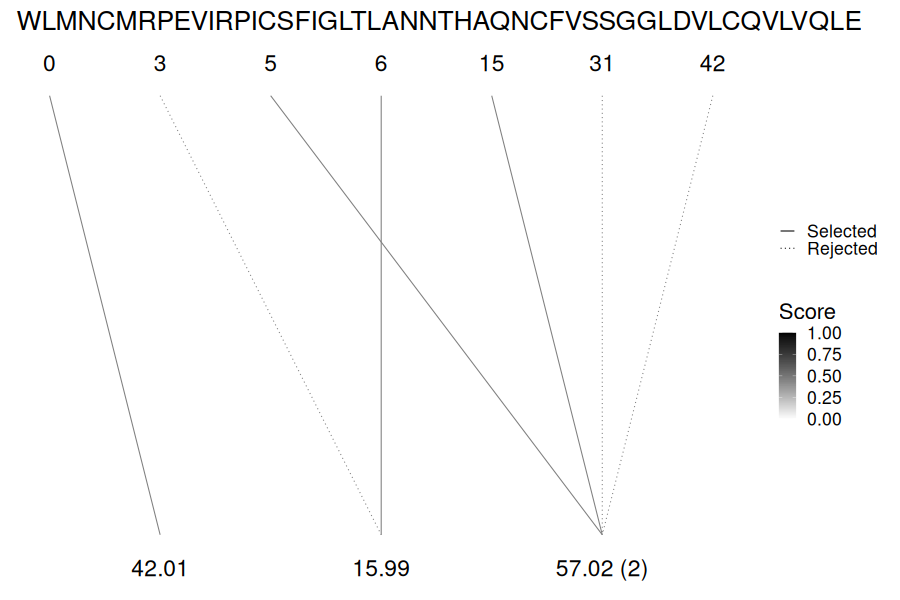 WLMNCMRPEVIRPICSFIGLTLANNTHAQNCFVSSGGLDVLCQVLVQLE
0 3 5 6 15 31 42
Selected
Rejected
Score
1.00
0.75
0.50
0.25
0.00
42.01 15.99 57.02 (2)